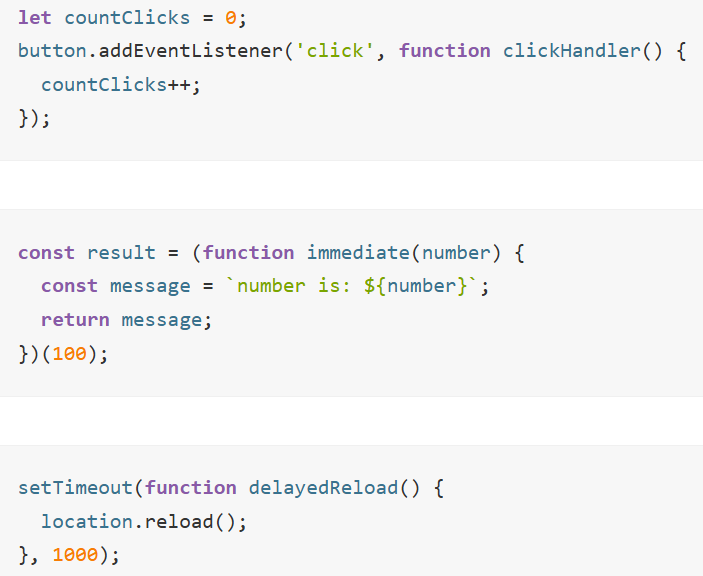 let countClicks = 0;
button.addEventListener('click', function clickHandler() {
  countClicks++;
});
const result = (function immediate(number) {
  const message = `number is: ${number}`;
  return message;
})(100);
setTimeout(function delayedReload() {
  location.reload();
}, 1000);